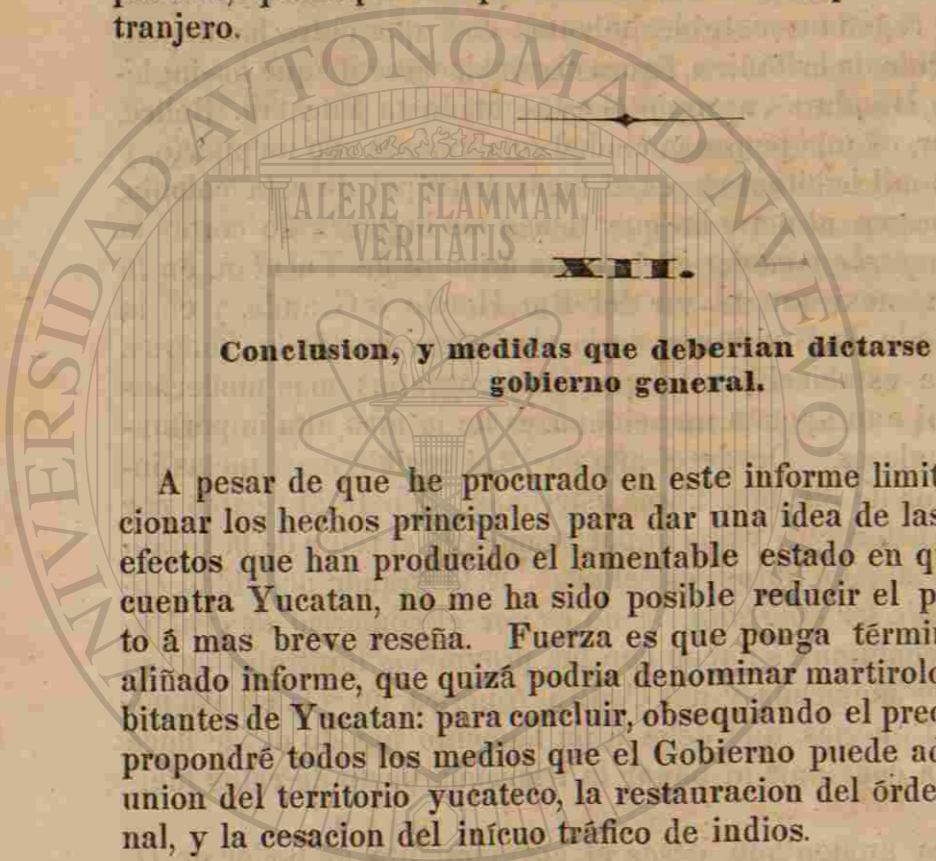 tranjero.
UNIVERSIDAD AVTONOMA D NVEVO L
ALERE FLAMMAM
VERITATIS
XII.
Conclusion, y medidas que deberian dictarse
gobierno general.
A pesar de que he procurado en este informe limit
cionar los hechos principales para dar una idea de las
efectos que han producido el lamentable estado en q
cuentra Yucatan, no me ha sido posible reducir el p
to á mas breve reseña. Fuerza es que ponga térmi
aliñado informe, que quizá podria denominar martirolo
bitantes de Yucatan: para concluir, obsequiando el prec
propondré todos los medios que el Gobierno puede ad
union del territorio yucateco, la restauracion del órde
nal, y la cesacion del inícuo tráfico de indios.